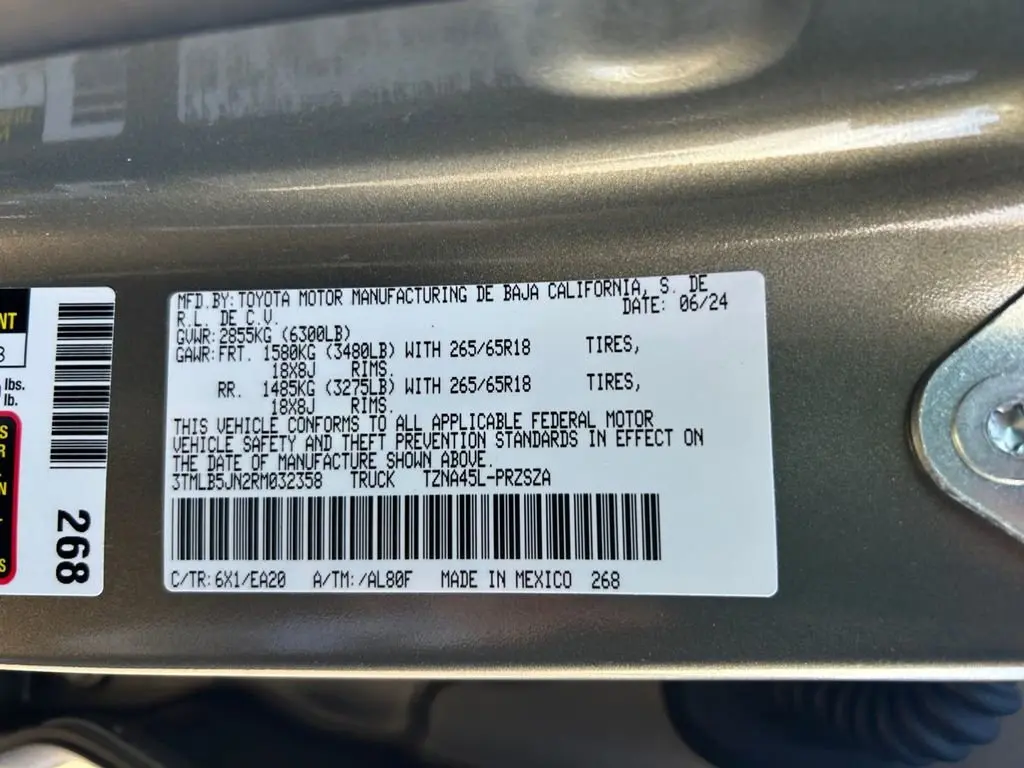 MFD.BY:TOYOTA MOTOR MANUFACTURING DE BAJA CALIFORNIA, S. DE
R.L. DE C.V.
DATE: 06/24
GVWR:2855KG (6300LB)
GAWR:FRT. 1580KG (3480LB) WITH 265/65R18 TIRES,
18X8J RIMS.
RR. 1485KG (3275LB) WITH 265/65R18 TIRES,
18X8J RIMS.
THIS VEHICLE CONFORMS TO ALL APPLICABLE FEDERAL MOTOR
VEHICLE SAFETY AND THEFT PREVENTION STANDARDS IN EFFECT ON
THE DATE OF MANUFACTURE SHOWN ABOVE.
3TMLB5JN2RM032358 TRUCK TZNA45L-PRZSZA
C/TR:6X1/EA20 A/TM:/AL80F MADE IN MEXICO 268
lbs.
lb.
268